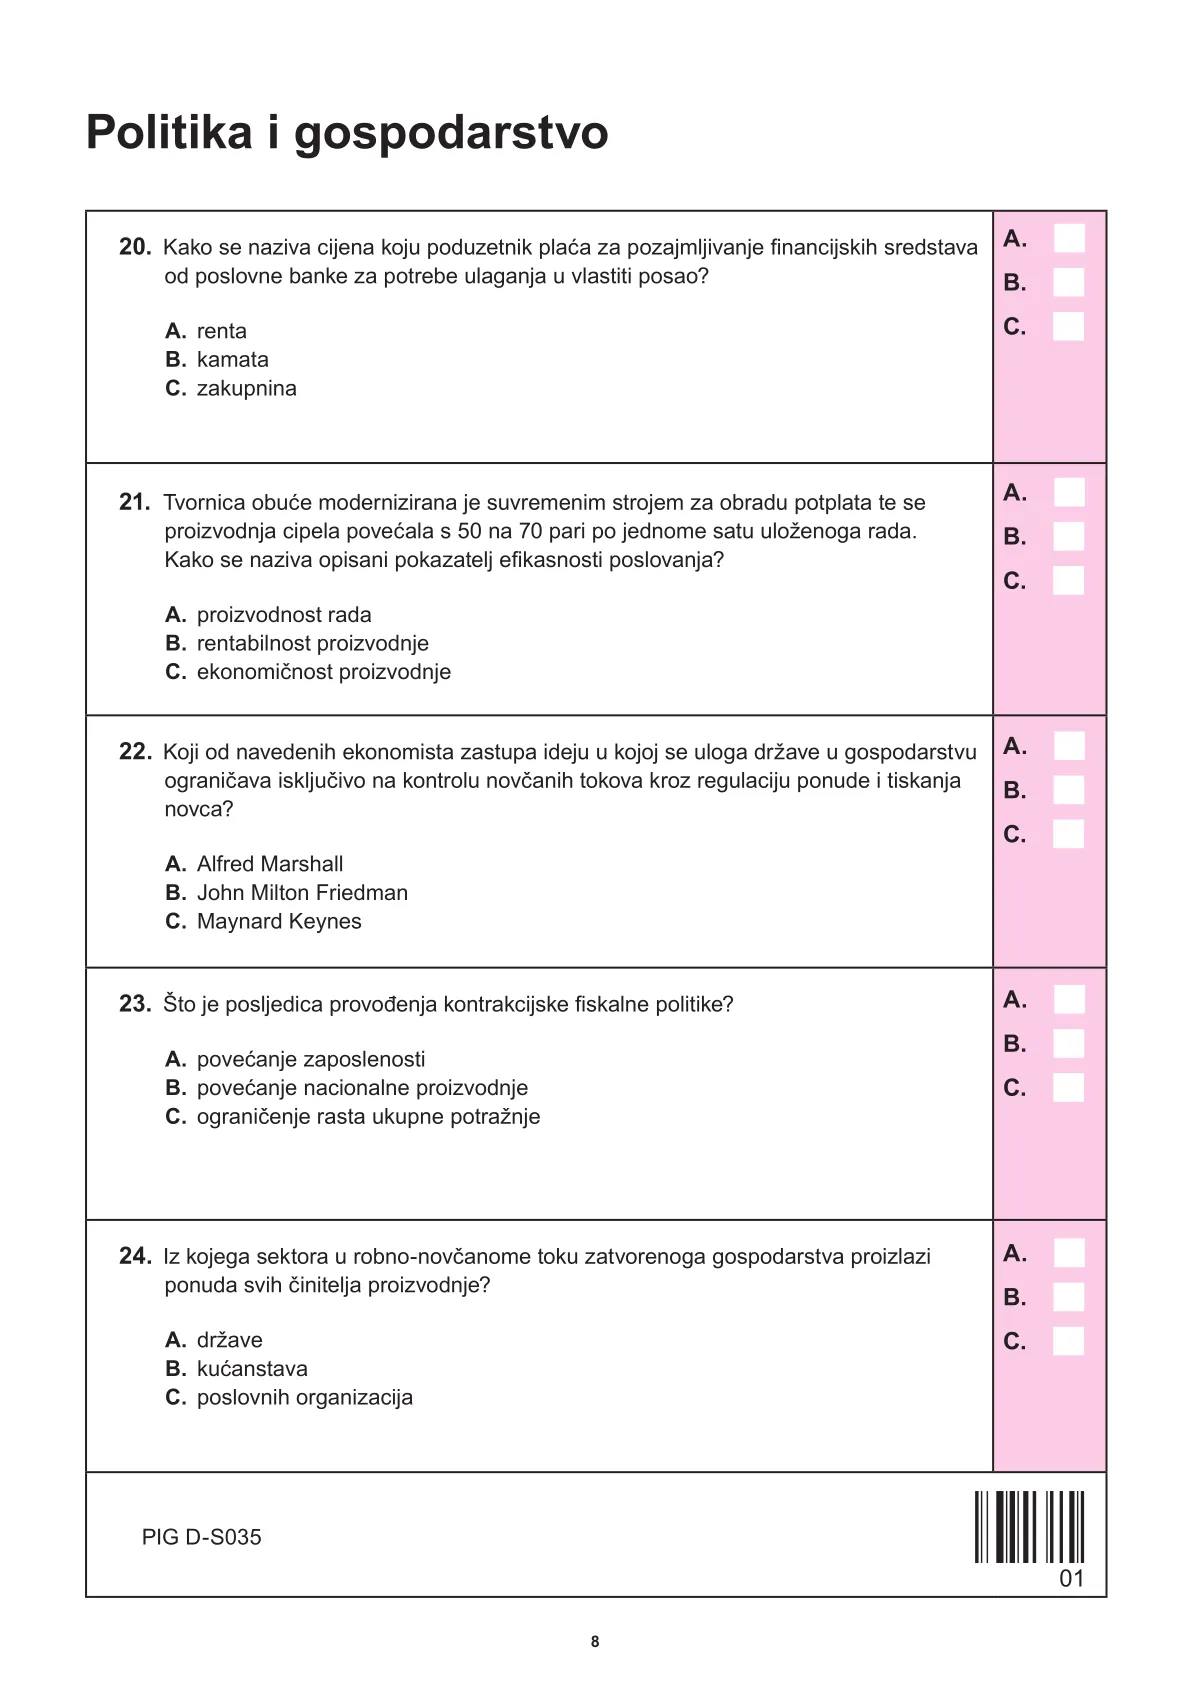 Politika i gospodarstvo
20. Kako se naziva cijena koju poduzetnik plaća za pozajmljivanje financijskih sredstava
od poslovne banke za potrebe ulaganja u vlastiti posao?
A. renta
B. kamata
C. zakupnina
A.
B.
C.
21. Tvornica obuće modernizirana je suvremenim strojem za obradu potplata te se
proizvodnja cipela povećala s 50 na 70 pari po jednome satu uloženoga rada.
Kako se naziva opisani pokazatelj efikasnosti poslovanja?
A. proizvodnost rada
B. rentabilnost proizvodnje
C. ekonomičnost proizvodnje
A.
B.
C.
22. Koji od navedenih ekonomista zastupa ideju u kojoj se uloga države u gospodarstvu
ograničava isključivo na kontrolu novčanih tokova kroz regulaciju ponude i tiskanja
novca?
A. Alfred Marshall
B. John Milton Friedman
C. Maynard Keynes
A.
B.
C.
23. Što je posljedica provođenja kontrakcijske fiskalne politike?
A. povećanje zaposlenosti
B. povećanje nacionalne proizvodnje
C. ograničenje rasta ukupne potražnje
A.
B.
C.
24. Iz kojega sektora u robno-novčanome toku zatvorenoga gospodarstva proizlazi
ponuda svih činitelja proizvodnje?
A. države
B. kućanstava
C. poslovnih organizacija
A.
B.
C.
PIG D-S035
01
8